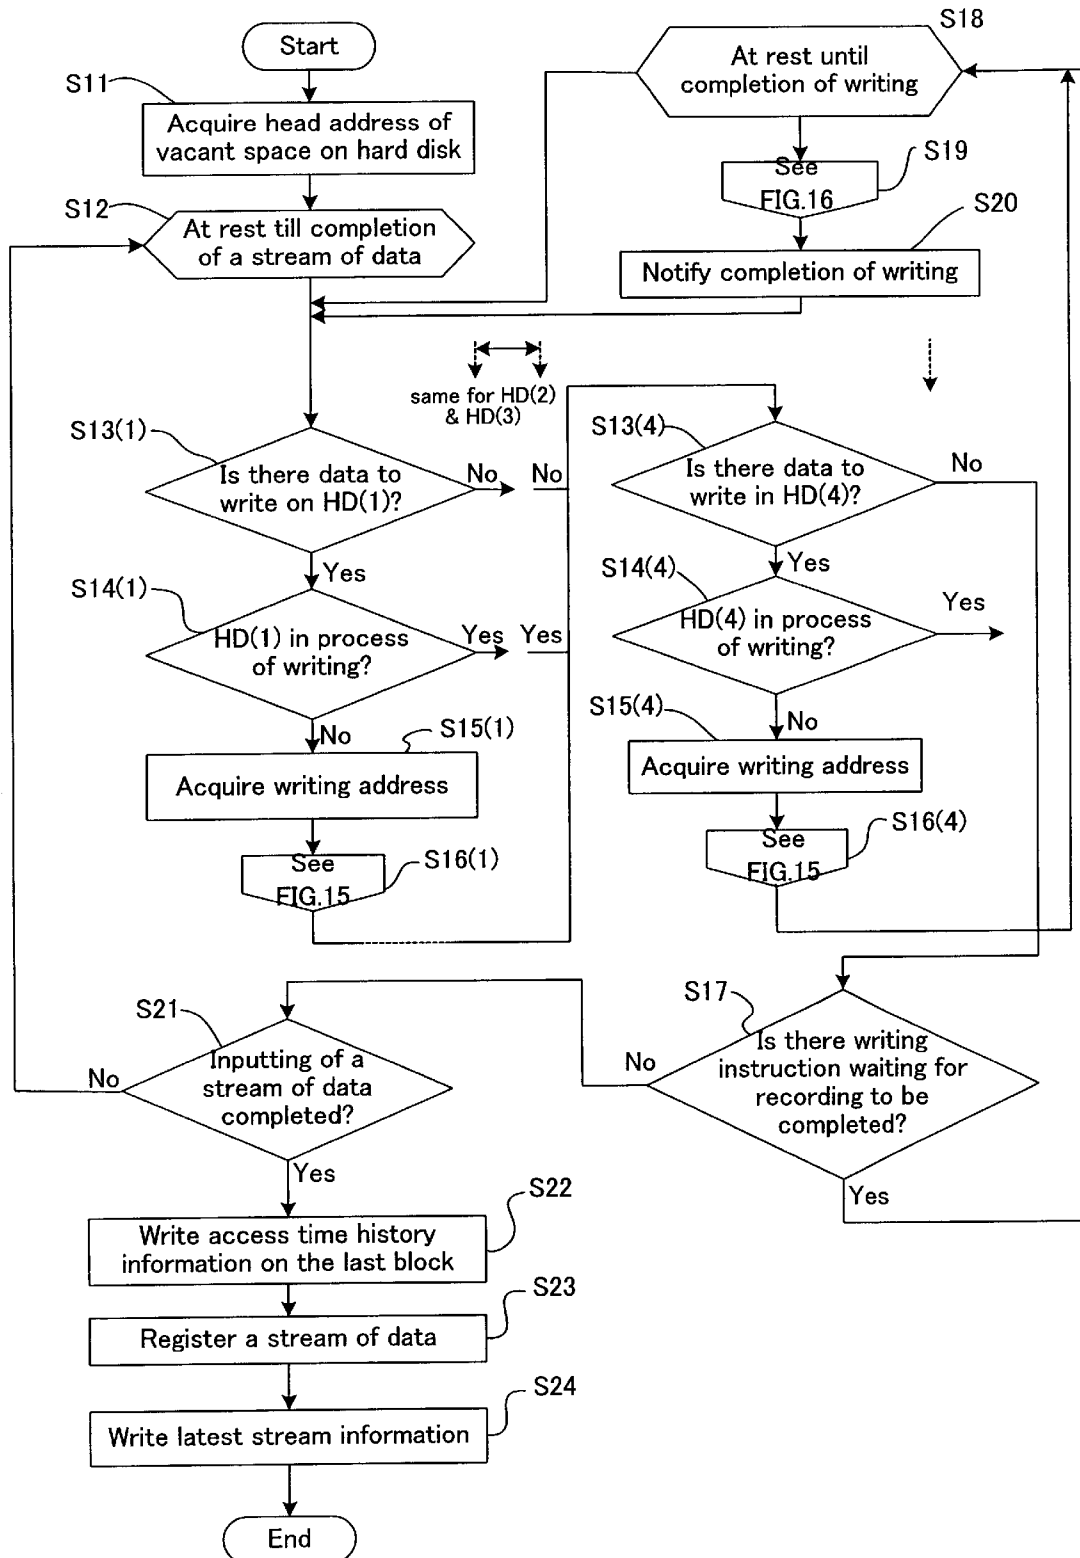 Start
S11
Acquire head address of
vacant space on hard disk
S12
At rest till completion
of a stream of data
S18
At rest until
completion of writing
See
FIG.16
S19
S20
Notify completion of writing
same for HD(2)
& HD(3)
S13(1)
Is there data to
write on HD(1)?
No
No
Yes
S14(1)
HD(1) in process
of writing?
Yes
Yes
No
S15(1)
Acquire writing address
See
FIG.15
S16(1)
S13(4)
Is there data to
write in HD(4)?
No
Yes
S14(4)
HD(4) in process
of writing?
Yes
No
S15(4)
Acquire writing address
See
FIG.15
S16(4)
S17
Is there writing
instruction waiting for
recording to be
completed?
No
Yes
S21
Inputting of a
stream of data
completed?
No
Yes
S22
Write access time history
information on the last block
S23
Register a stream of data
S24
Write latest stream information
End